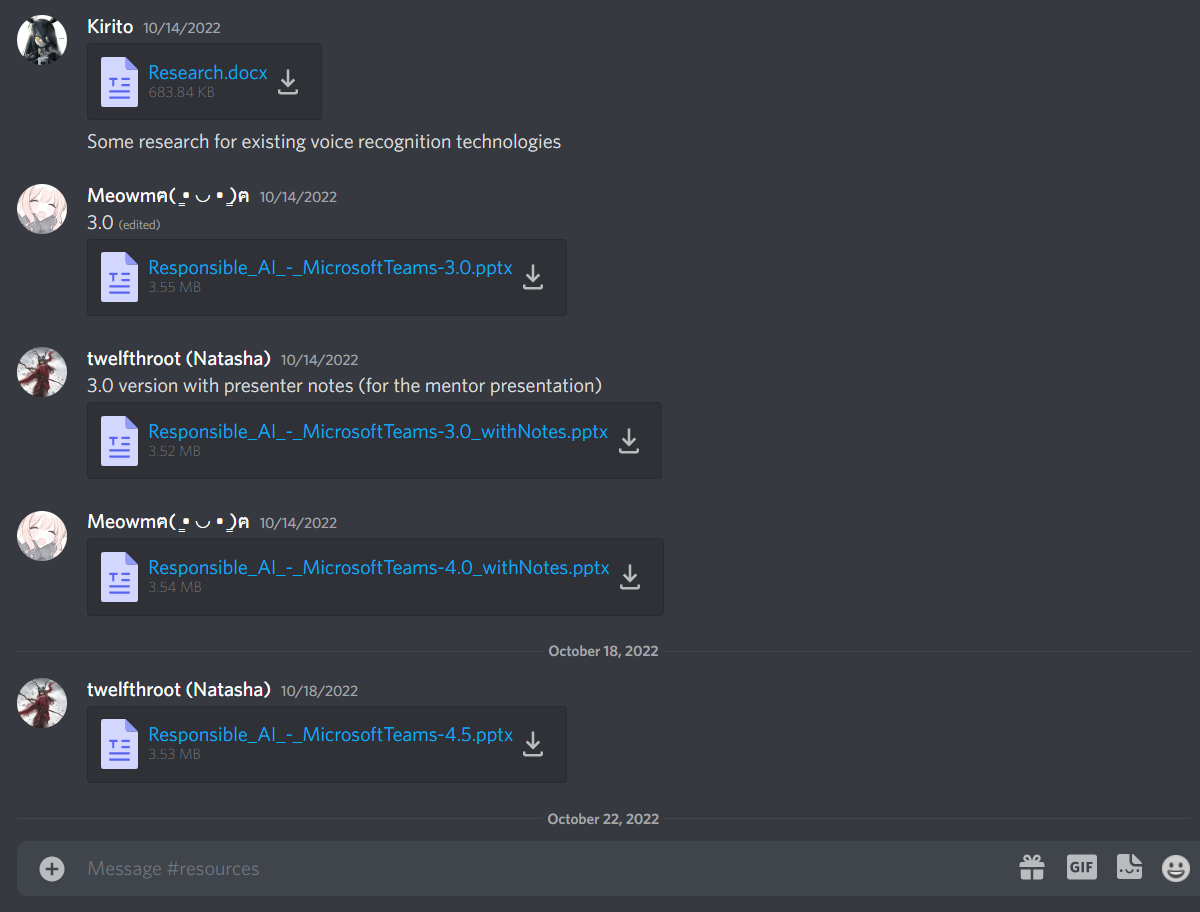 Kirito 10/14/2022
Research.docx
683.84 KB
Some research for existing voice recognition technologies
Meowmฅ(̳• ◡ • ̳)ฅ 10/14/2022
3.0 (edited)
Responsible_AI_-_MicrosoftTeams-3.0.pptx
3.55 MB
twelfthroot (Natasha) 10/14/2022
3.0 version with presenter notes (for the mentor presentation)
Responsible_AI_-_MicrosoftTeams-3.0_withNotes.pptx
3.52 MB
Meowmฅ(̳• ◡ • ̳)ฅ 10/14/2022
Responsible_AI_-_MicrosoftTeams-4.0_withNotes.pptx
3.54 MB
October 18, 2022
twelfthroot (Natasha) 10/18/2022
Responsible_AI_-_MicrosoftTeams-4.5.pptx
3.53 MB
October 22, 2022
Message #resources
GIF